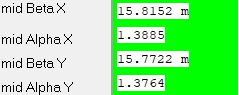 mid Beta X 15.8152 m
mid Alpha X 1.3885
mid Beta Y 15.7722 m
mid Alpha Y 1.3764